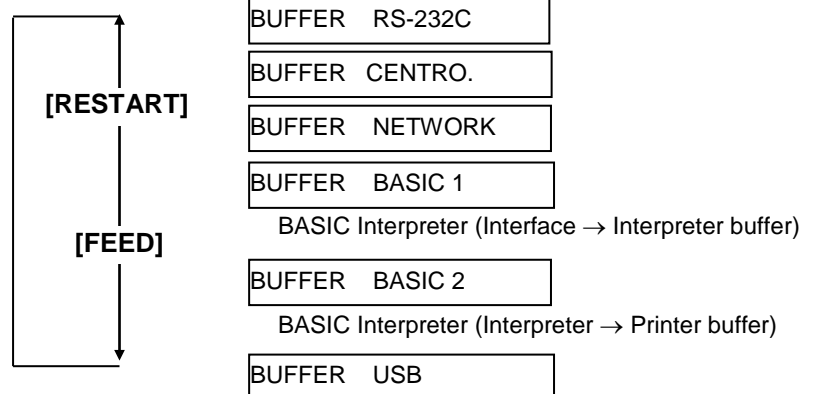 BUFFER RS-232C
BUFFER CENTRO.
[RESTART]
BUFFER NETWORK
BUFFER BASIC 1
BASIC Interpreter (Interface → Interpreter buffer)
[FEED]
BUFFER BASIC 2
BASIC Interpreter (Interpreter → Printer buffer)
BUFFER USB